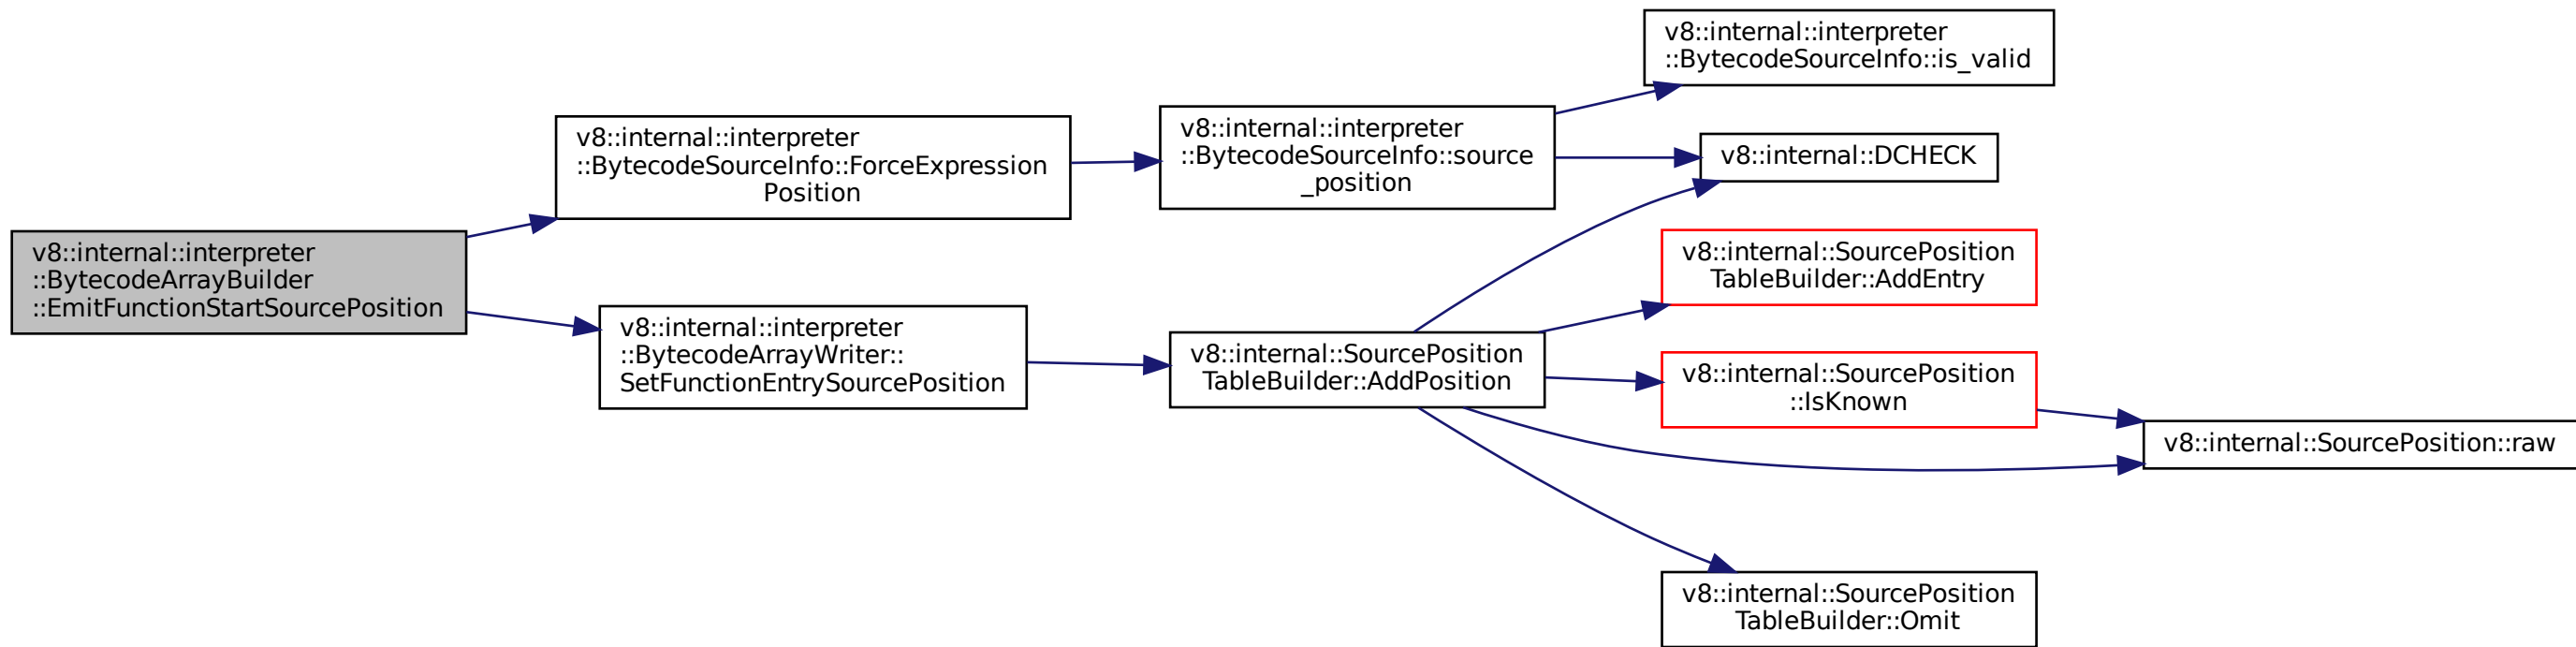 v8::internal::interpreter
::BytecodeArrayBuilder
::EmitFunctionStartSourcePosition
v8::internal::interpreter
::BytecodeSourceInfo::ForceExpression
Position
v8::internal::interpreter
::BytecodeArrayWriter::
SetFunctionEntrySourcePosition
v8::internal::interpreter
::BytecodeSourceInfo::source
_position
v8::internal::SourcePosition
TableBuilder::AddPosition
v8::internal::interpreter
::BytecodeSourceInfo::is_valid
v8::internal::DCHECK
v8::internal::SourcePosition
TableBuilder::AddEntry
v8::internal::SourcePosition
::IsKnown
v8::internal::SourcePosition
TableBuilder::Omit
v8::internal::SourcePosition::raw